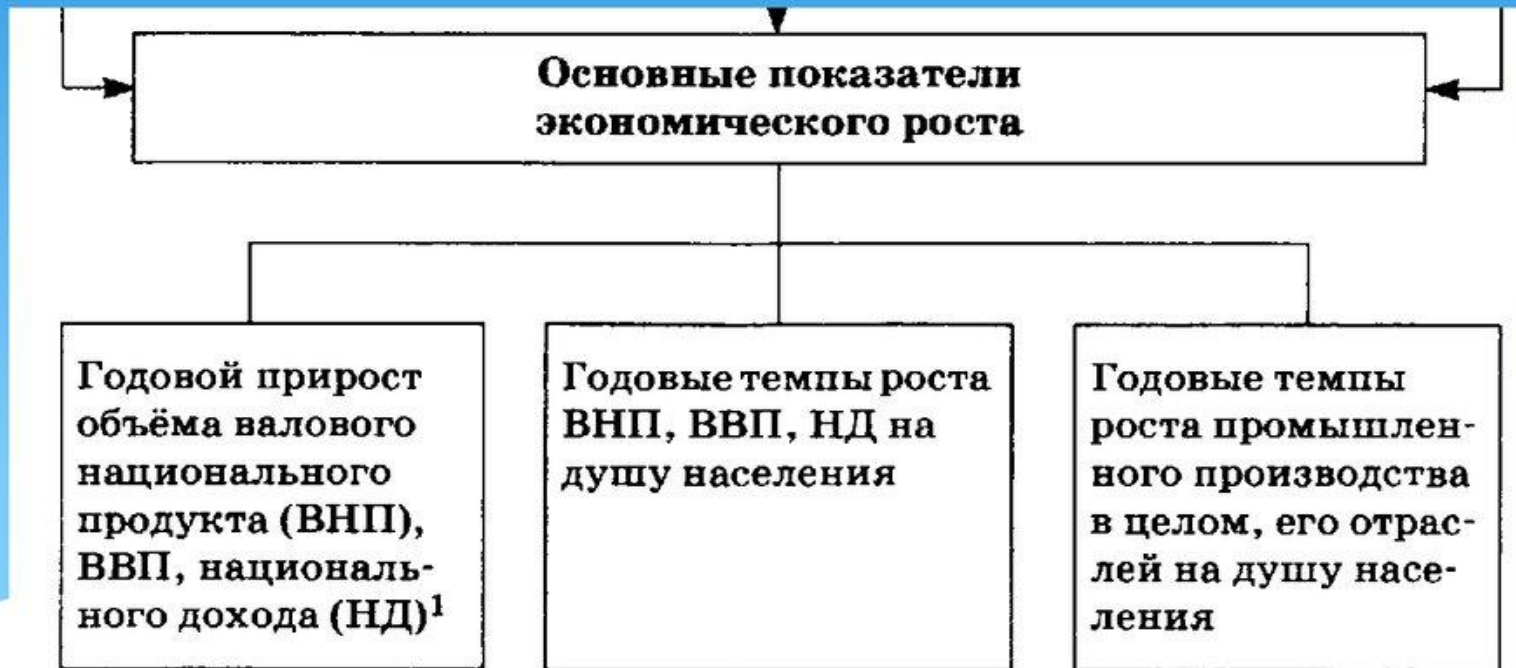 Основные показатели
экономического роста
Годовой прирост
объёма валового
национального
продукта (ВНП),
ВВП, националь-
ного дохода (НД)¹
Годовые темпы роста
ВНП, ВВП, НД на
душу населения
Годовые темпы
роста промышлен-
ного производства
в целом, его отрас-
лей на душу насе-
ления